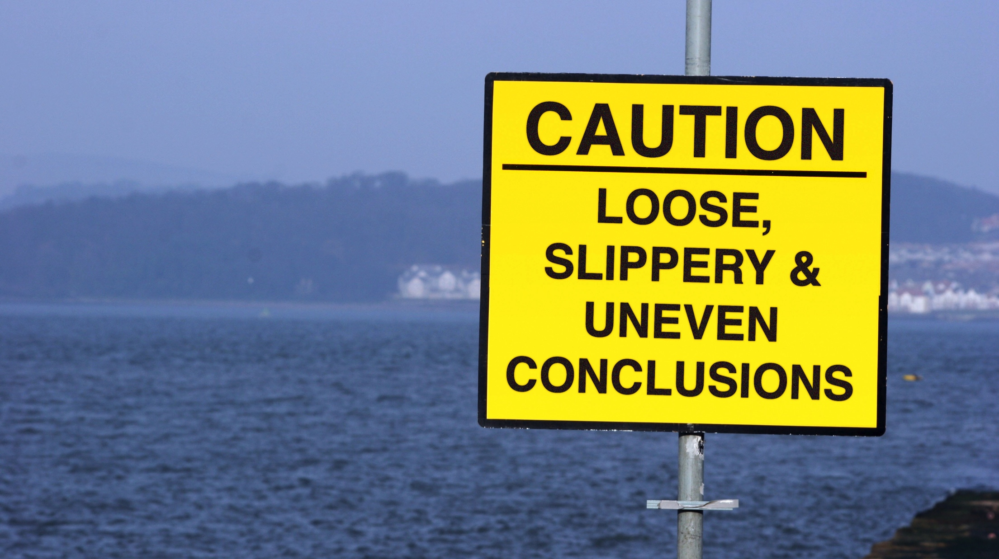 CAUTION
LOOSE,
SLIPPERY &
UNEVEN
CONCLUSIONS